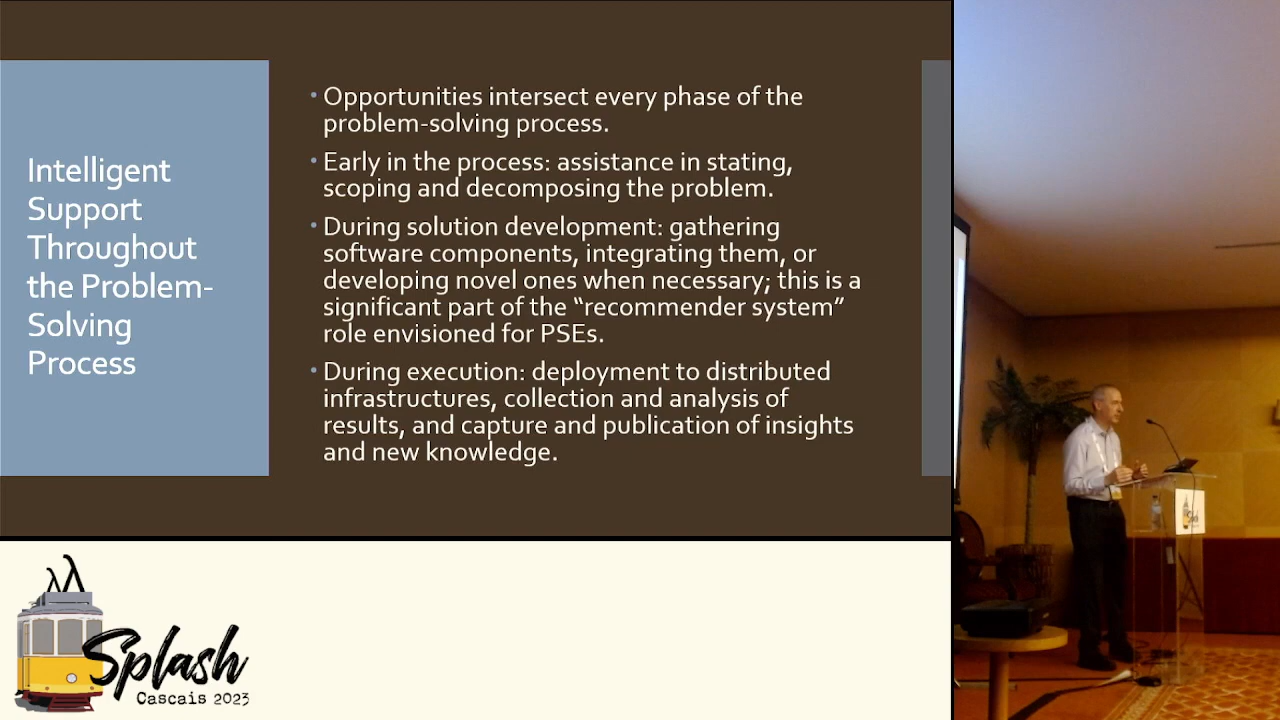 Intelligent
Support
Throughout
the Problem-
Solving
Process
• Opportunities intersect every phase of the
problem-solving process.
• Early in the process: assistance in stating,
scoping and decomposing the problem.
• During solution development: gathering
software components, integrating them, or
developing novel ones when necessary; this is a
significant part of the “recommender system”
role envisioned for PSEs.
• During execution: deployment to distributed
infrastructures, collection and analysis of
results, and capture and publication of insights
and new knowledge.
Splash
Cascais 2023